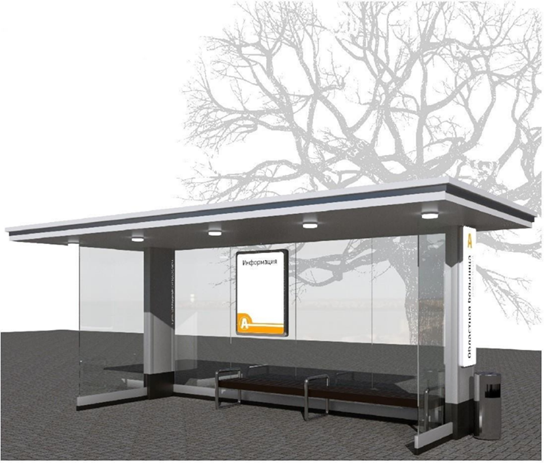 Информация
А
А
областная больница